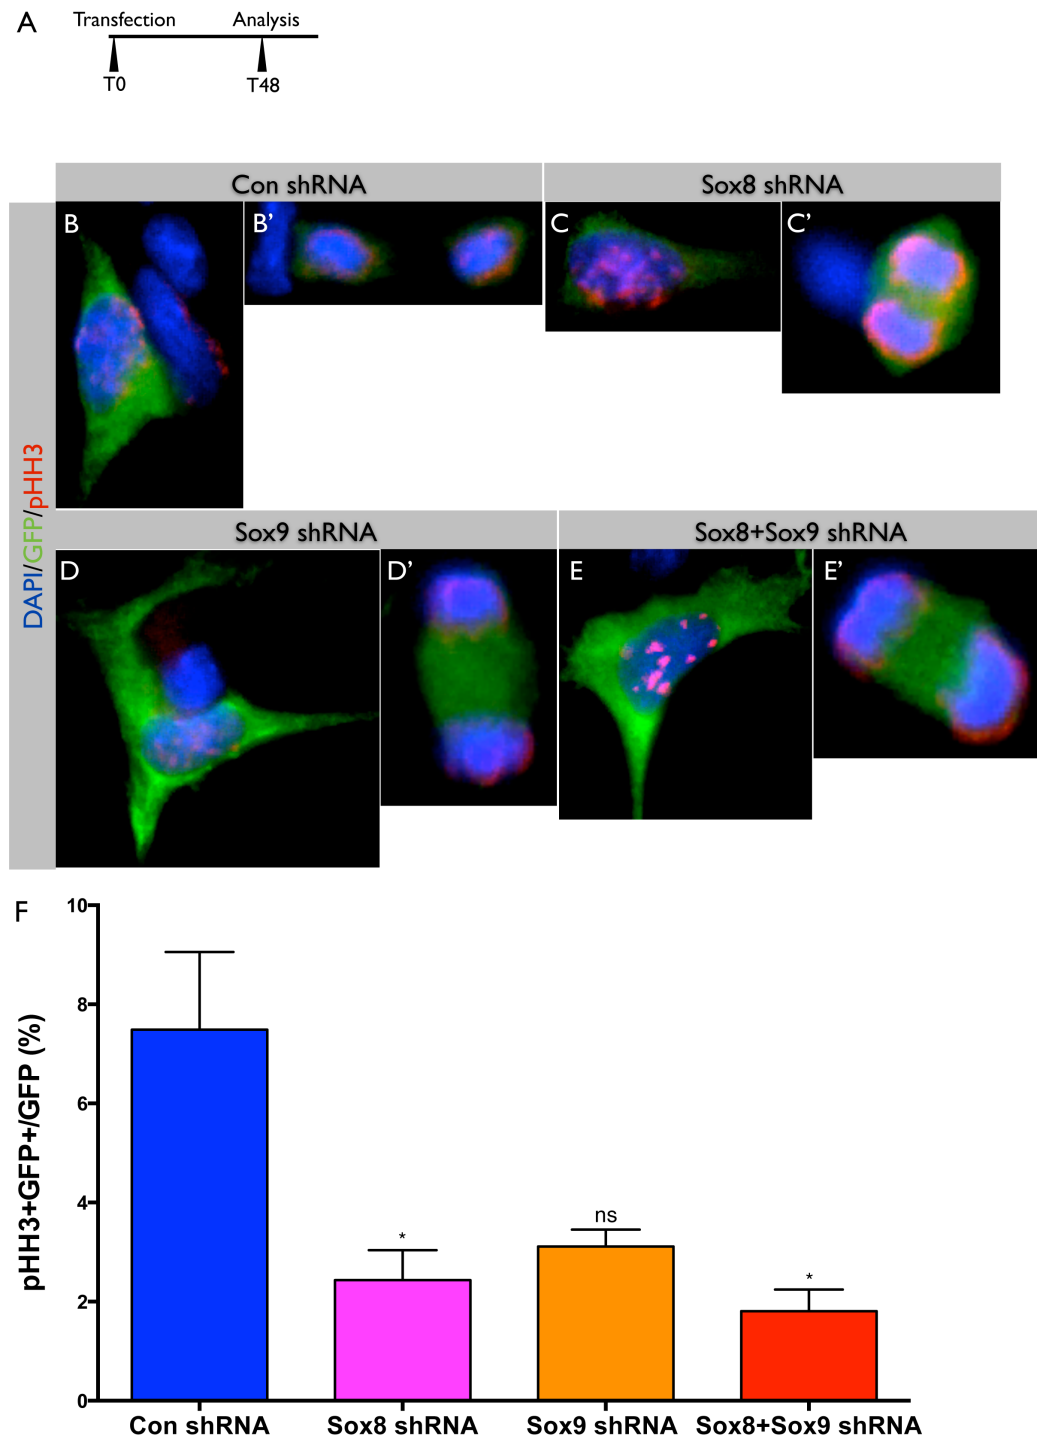 A
Transfection Analysis
T0 T48
Con shRNA Sox8 shRNA
B B' C C'
DAPI/GFP/pHH3
Sox9 shRNA Sox8+Sox9 shRNA
D D' E E'
F
pHH3+GFP+/GFP (%)
10
8
6
4
2
0
*
ns
*
Con shRNA Sox8 shRNA Sox9 shRNA Sox8+Sox9 shRNA